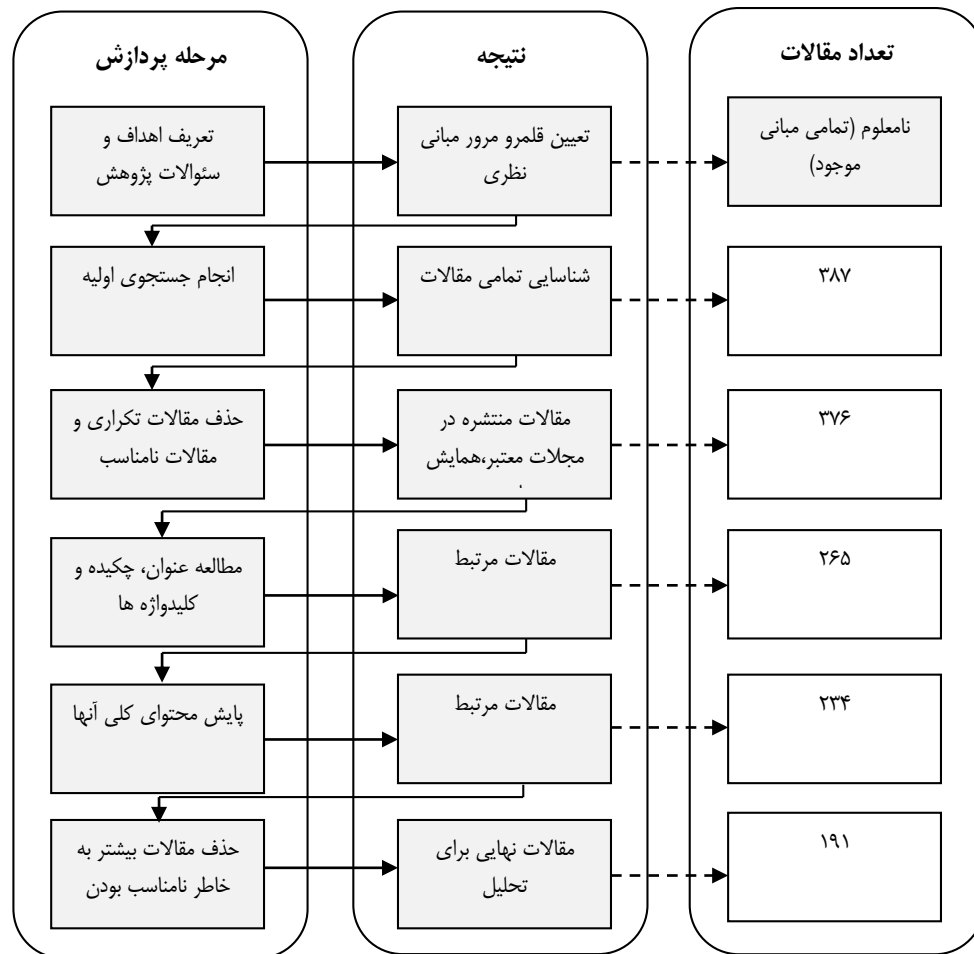 مرحله پردازش
نتیجه
تعداد مقالات
تعریف اهداف و
سئوالات پژوهش
تعیین قلمرو مرور مبانی
نظری
نامعلوم (تمامی مبانی
موجود)
انجام جستجوی اولیه
شناسایی تمامی مقالات
۳۸۷
حذف مقالات تکراری و
مقالات نامناسب
مقالات منتشره در
مجلات معتبر،همایش
۳۷۶
مطالعه عنوان، چکیده و
کلیدواژه ها
مقالات مرتبط
۲۶۵
پایش محتوای کلی آنها
مقالات مرتبط
۲۳۴
حذف مقالات بیشتر به
خاطر نامناسب بودن
مقالات نهایی برای
تحلیل
۱۹۱